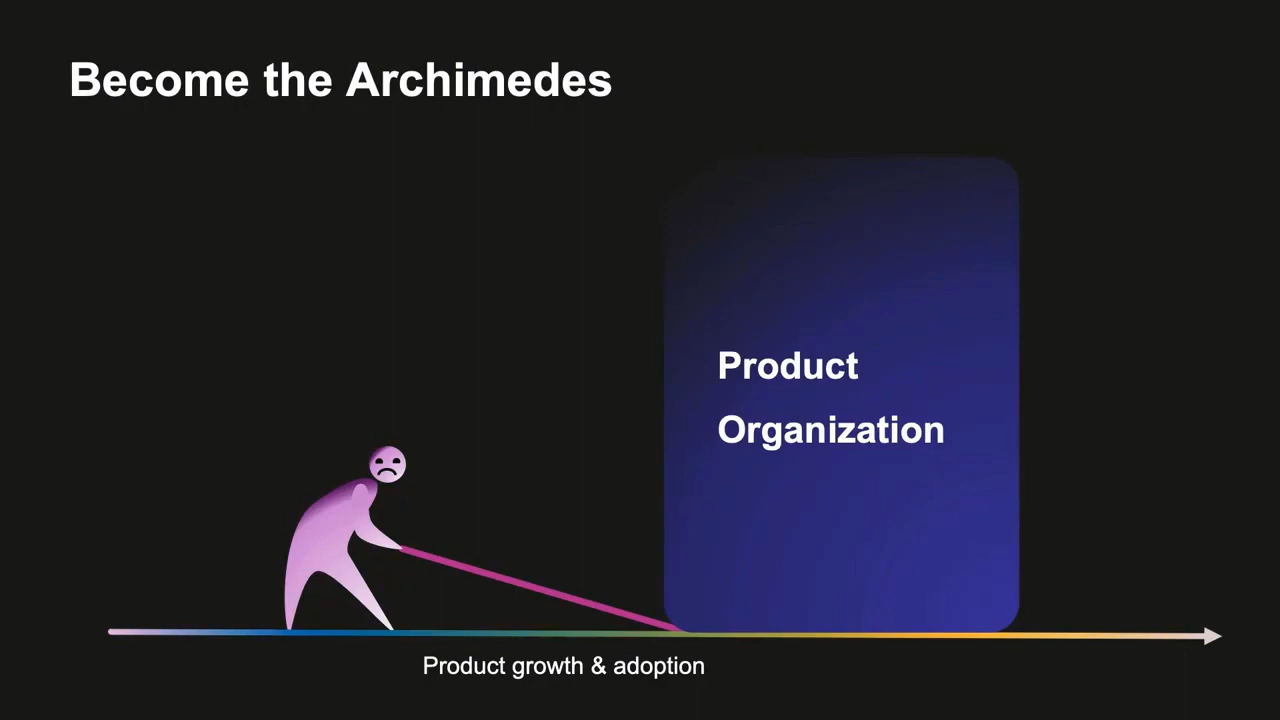 Become the Archimedes
Product
Organization
Product growth & adoption